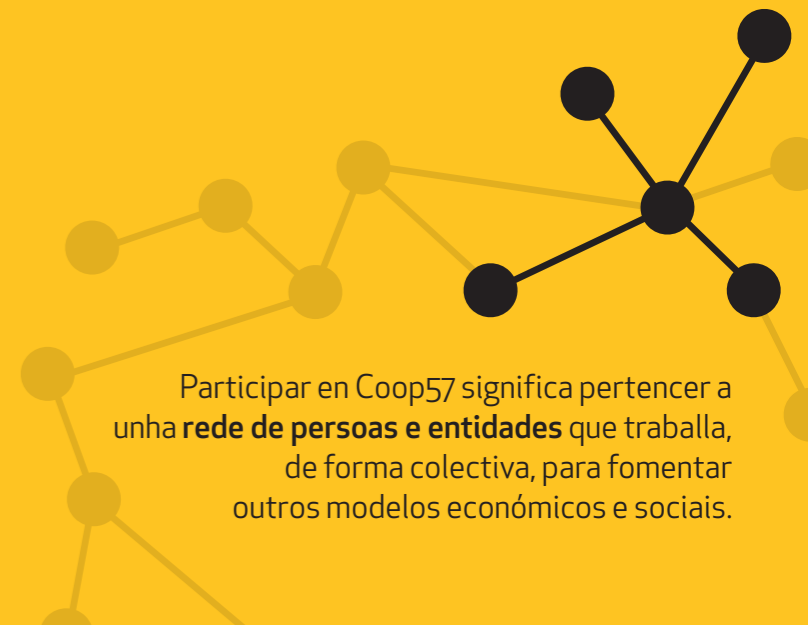 Participar en Coop57 significa pertencer a
unha rede de persoas e entidades que traballa,
de forma colectiva, para fomentar
outros modelos económicos e sociais.